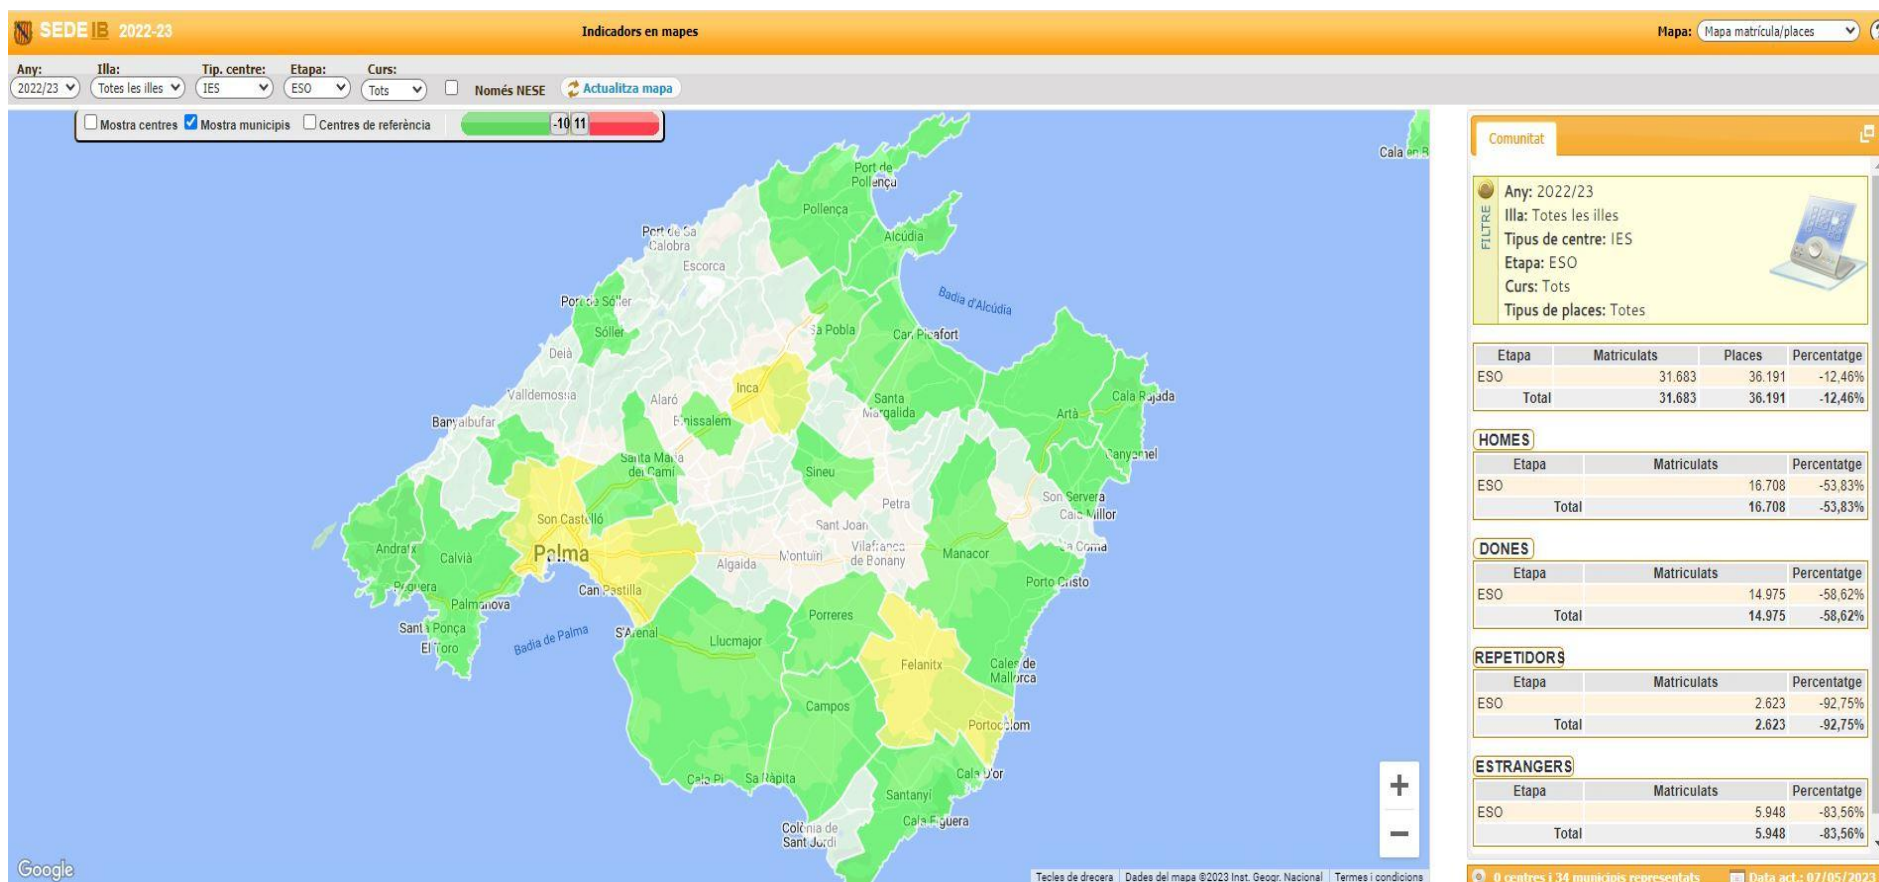 SEDE IB 2022-23
Indicadors en mapes
Mapa: Mapa matrícula/places
Any: Illa: Tip. centre: Etapa: Curs:
2022/23 Totes les illes IES ESO Tots Només NESE Actualitza mapa
Mostra centres Mostra municipis Centres de referència -10 11
Cala en B
Port de Pollença
Pollença
Alcúdia
Port de Sa Calobra
Escorca
Badia d'Alcúdia
Port de Sóller
Sóller
Sa Pobla
Can Picafort
Deià
Inca
Valldemossa
Alaró
Santa Margalida
Cala Rajada
Artà
Banyalbufar
Binissalem
Santa Maria del Camí
Sineu
Canyamel
Petra
Son Servera
Cala Millor
Son Castelló
Sant Joan
Palma
Andratx
Calvià
Algaida
Montuïri
Vilafranca de Bonany
Manacor
Sa Coma
Peguera
Can Pastilla
Porto Cristo
Palmanova
Porreres
Santa Ponça
S'Arenal
Badia de Palma
Llucmajor
El Toro
Felanitx
Cales de Mallorca
Campos
Portocolom
Cala Pi
Sa Ràpita
Cala D'or
Santanyí
Cala Figuera
Colònia de Sant Jordi
Google
Tecles de drecera Dades del mapa ©2023 Inst. Geogr. Nacional Termes i condicions
Comunitat
FILTRE
Any: 2022/23
Illa: Totes les illes
Tipus de centre: IES
Etapa: ESO
Curs: Tots
Tipus de places: Totes
Etapa Matriculats Places Percentatge
ESO 31.683 36.191 -12,46%
Total 31.683 36.191 -12,46%
HOMES
Etapa Matriculats Percentatge
ESO 16.708 -53,83%
Total 16.708 -53,83%
DONES
Etapa Matriculats Percentatge
ESO 14.975 -58,62%
Total 14.975 -58,62%
REPETIDORS
Etapa Matriculats Percentatge
ESO 2.623 -92,75%
Total 2.623 -92,75%
ESTRANGERS
Etapa Matriculats Percentatge
ESO 5.948 -83,56%
Total 5.948 -83,56%
0 centres i 34 municipis representats Data act.: 07/05/2023